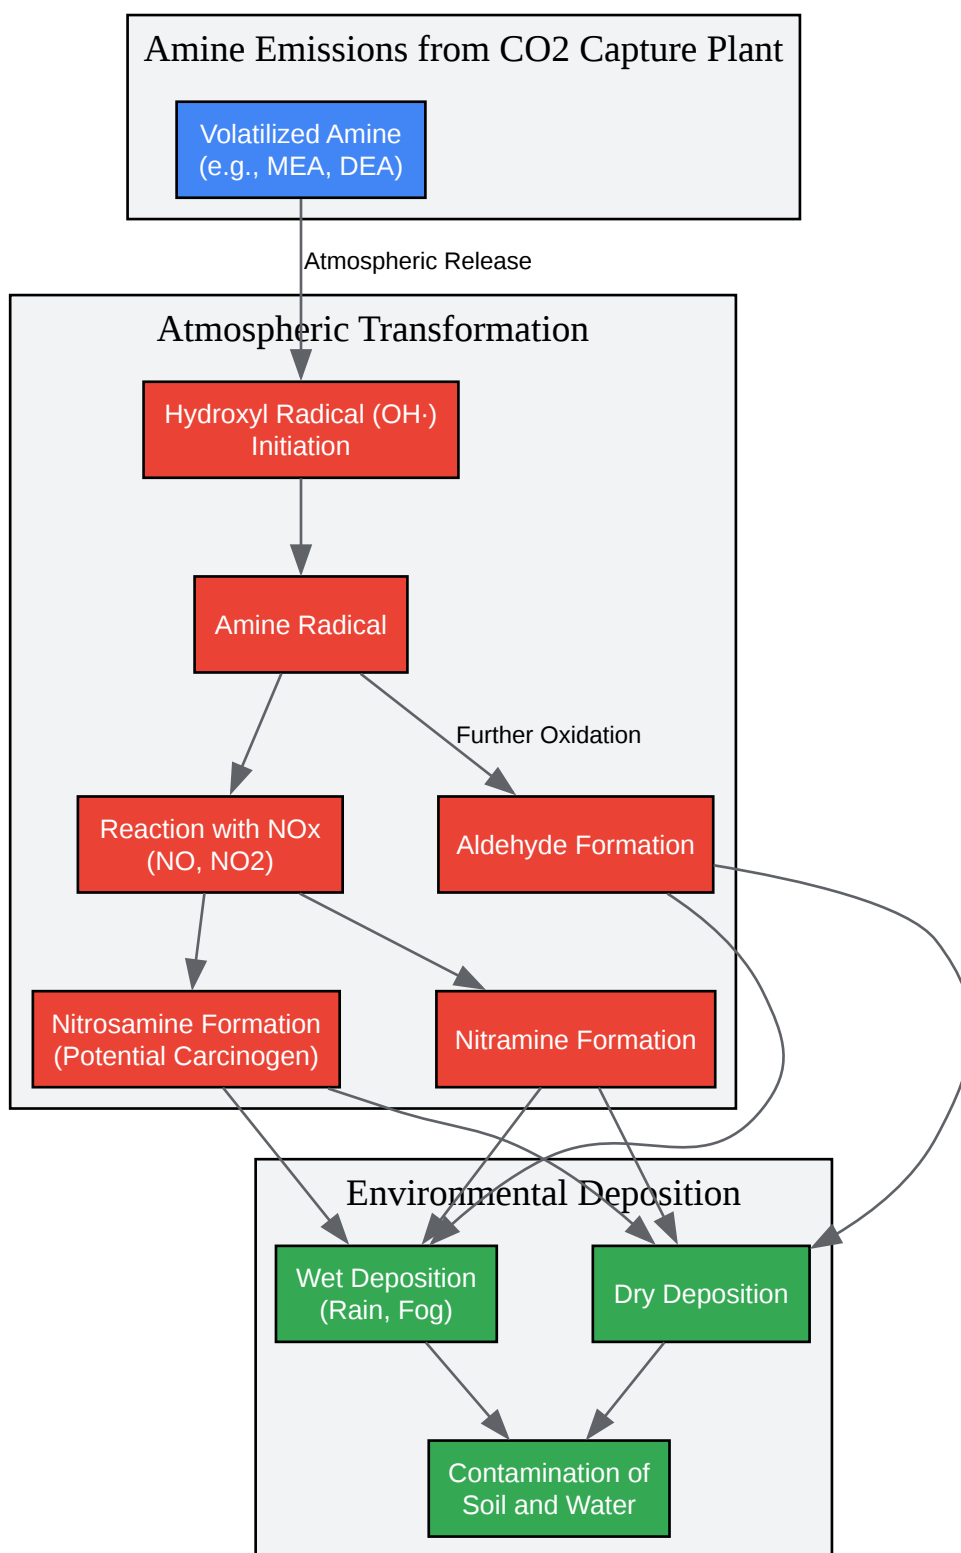 Amine Emissions from CO2 Capture Plant
Volatilized Amine
(e.g., MEA, DEA)
Atmospheric Release
Atmospheric Transformation
Hydroxyl Radical (OH·)
Initiation
Amine Radical
Further Oxidation
Reaction with NOx
(NO, NO2)
Aldehyde Formation
Nitrosamine Formation
(Potential Carcinogen)
Nitramine Formation
Environmental Deposition
Wet Deposition
(Rain, Fog)
Dry Deposition
Contamination of
Soil and Water